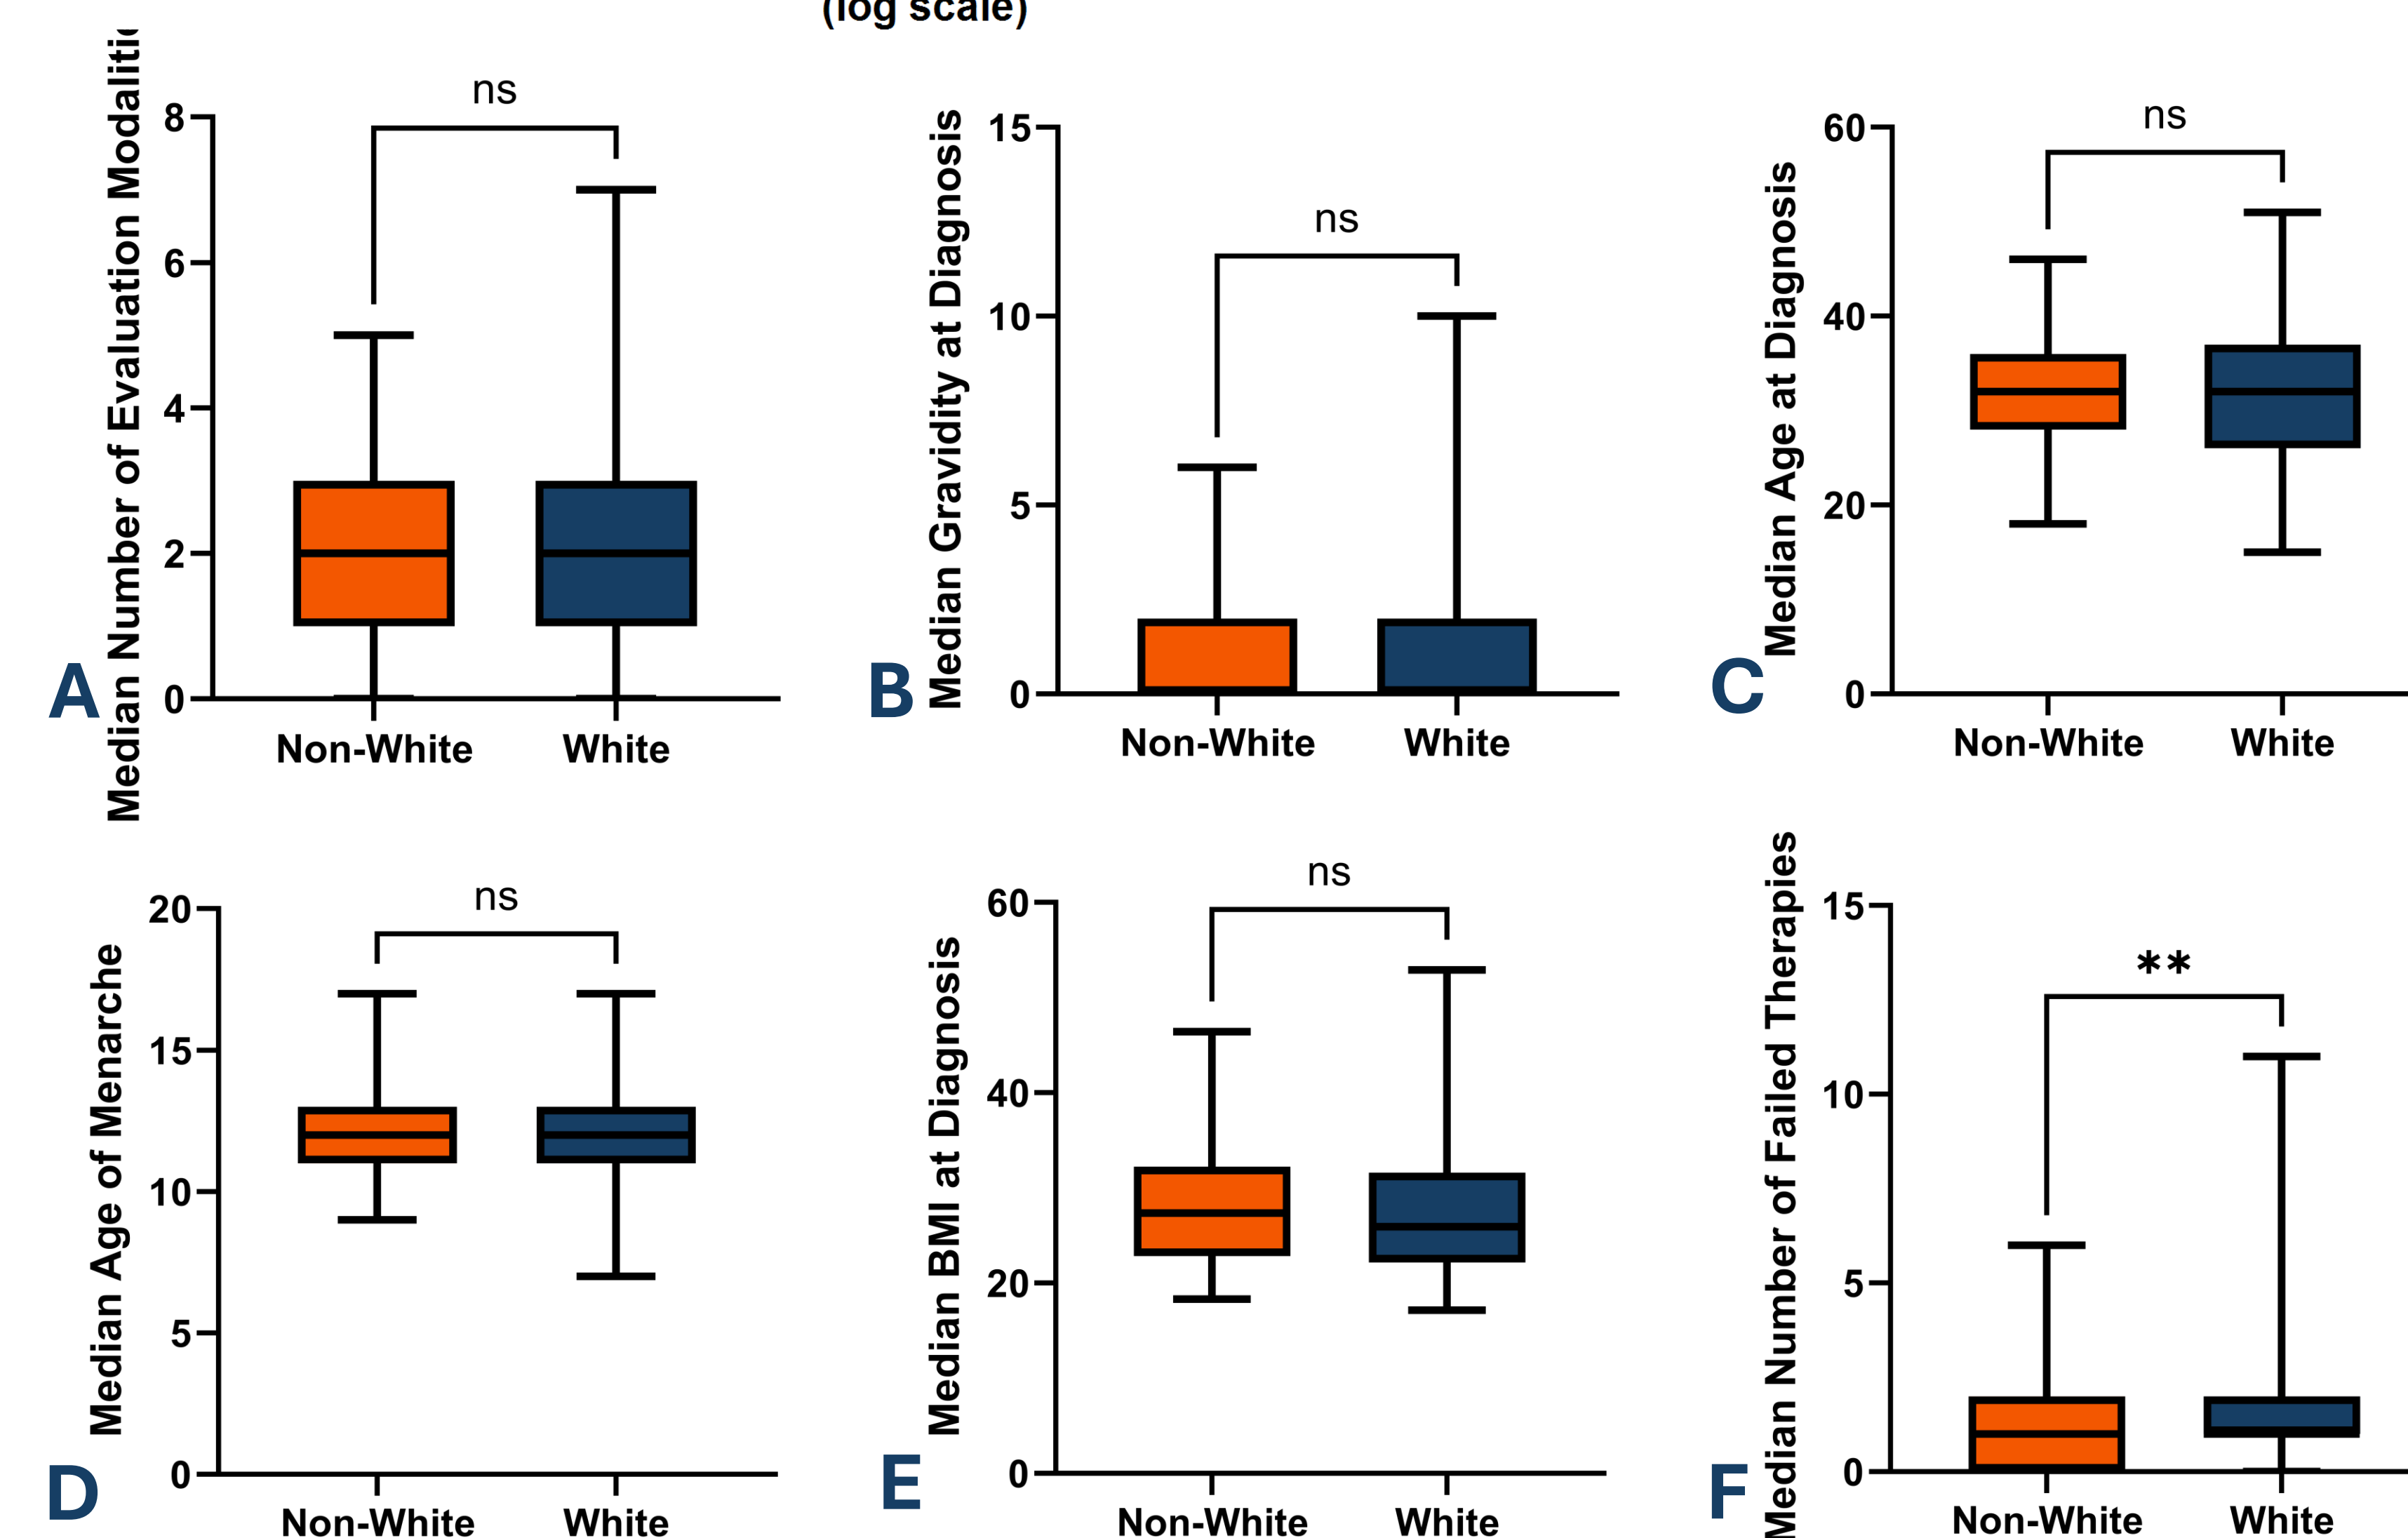 (log scale)
Median Number of Evaluation
8
6
4
2
0
ns
Non-White
White
A
Median Gravidity at Diagnosis
15
10
5
0
ns
Non-White
White
B
Median Age at Diagnosis
60
40
20
0
ns
Non-White
White
C
Median Age of Menarche
20
15
10
5
0
ns
Non-White
White
D
Median BMI at Diagnosis
60
40
20
0
ns
Non-White
White
E
Median Number of Failed Therapies
15
10
5
0
**
Non-White
White
F